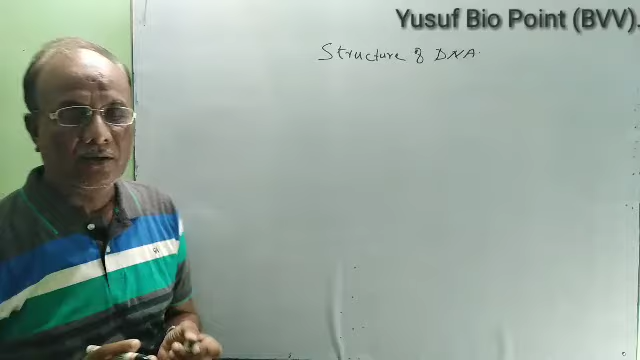 Yusuf Bio Point (BVV).
Structure of DNA.